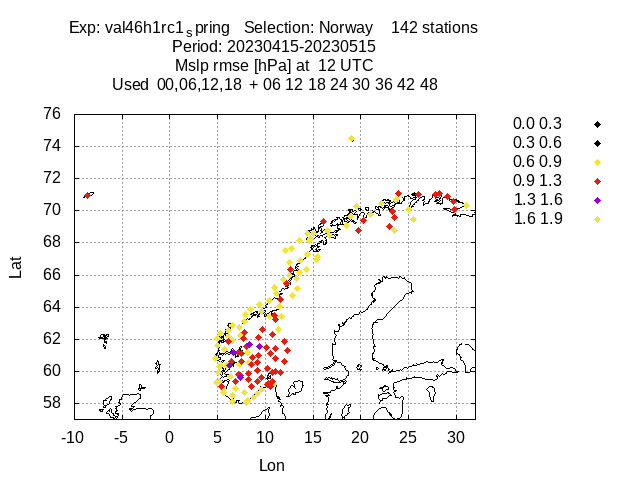 Exp: val46h1rc1spring   Selection: Norway    142 stations
Period: 20230415-20230515
Mslp rmse [hPa] at  12 UTC
Used  00,06,12,18  + 06 12 18 24 30 36 42 48
76
74
72
70
68
66
64
62
60
58
Lat
-10 -5 0 5 10 15 20 25 30
Lon
0.0 0.3
0.3 0.6
0.6 0.9
0.9 1.3
1.3 1.6
1.6 1.9